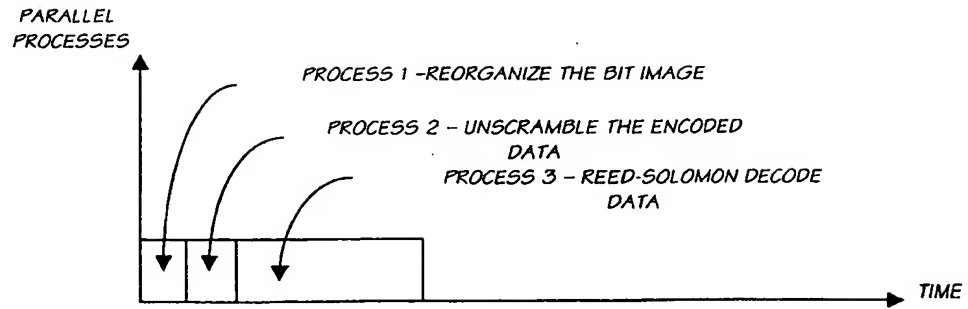 PARALLEL
PROCESSES
PROCESS 1 -REORGANIZE THE BIT IMAGE
PROCESS 2 – UNSCRAMBLE THE ENCODED
DATA
PROCESS 3 – REED-SOLOMON DECODE
DATA
TIME